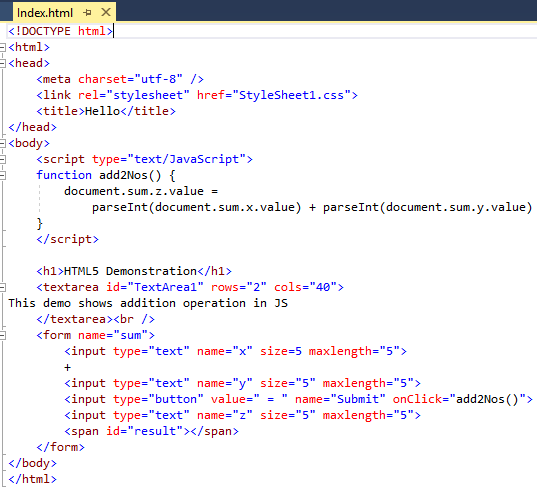 Index.html
<!DOCTYPE html>
<html>
<head>
    <meta charset="utf-8" />
    <link rel="stylesheet" href="StyleSheet1.css">
    <title>Hello</title>
</head>
<body>
    <script type="text/JavaScript">
    function add2Nos() {
        document.sum.z.value =
            parseInt(document.sum.x.value) + parseInt(document.sum.y.value)
    }
    </script>

    <h1>HTML5 Demonstration</h1>
    <textarea id="TextArea1" rows="2" cols="40">
This demo shows addition operation in JS
    </textarea><br />
    <form name="sum">
        <input type="text" name="x" size=5 maxlength="5">
        +
        <input type="text" name="y" size="5" maxlength="5">
        <input type="button" value=" = " name="Submit" onClick="add2Nos()">
        <input type="text" name="z" size="5" maxlength="5">
        <span id="result"></span>
    </form>
</body>
</html>